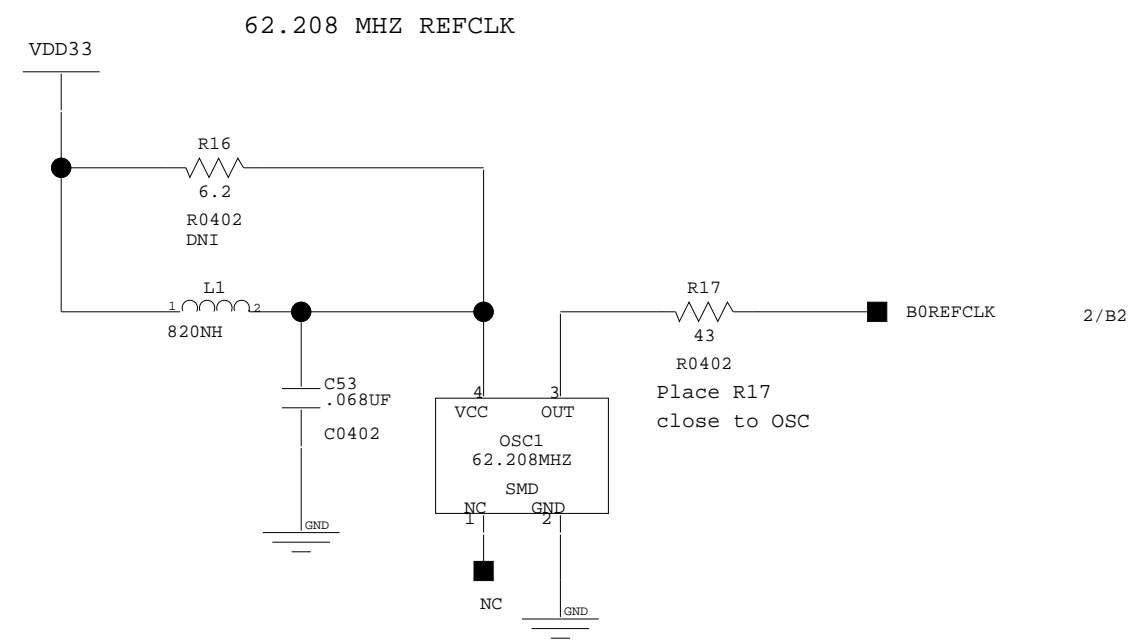 62.208 MHZ REFCLK
VDD33
R16
6.2
R0402
DNI
L1
1
2
820NH
C53
.068UF
C0402
GND
R17
43
R0402
Place R17
close to OSC
B0REFCLK
2/B2
4
3
VCC
OUT
OSC1
62.208MHZ
SMD
NC
GND
1
2
NC
GND